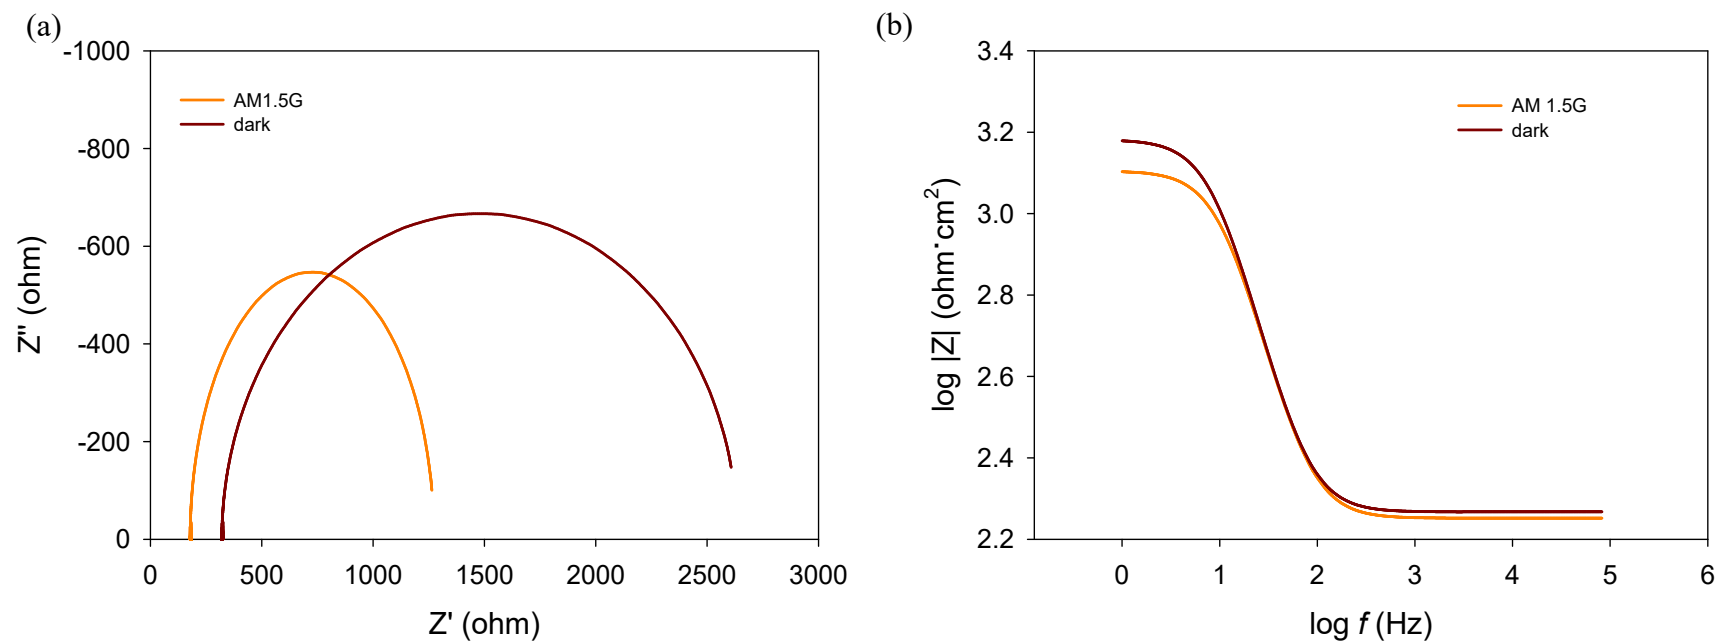 (a)
-1000
-800
-600
-400
-200
0
Z'' (ohm)
AM1.5G
dark
0 500 1000 1500 2000 2500 3000
Z' (ohm)
(b)
3.4
3.2
3.0
2.8
2.6
2.4
2.2
log |Z| (ohm·cm²)
AM 1.5G
dark
0 1 2 3 4 5 6
log f (Hz)